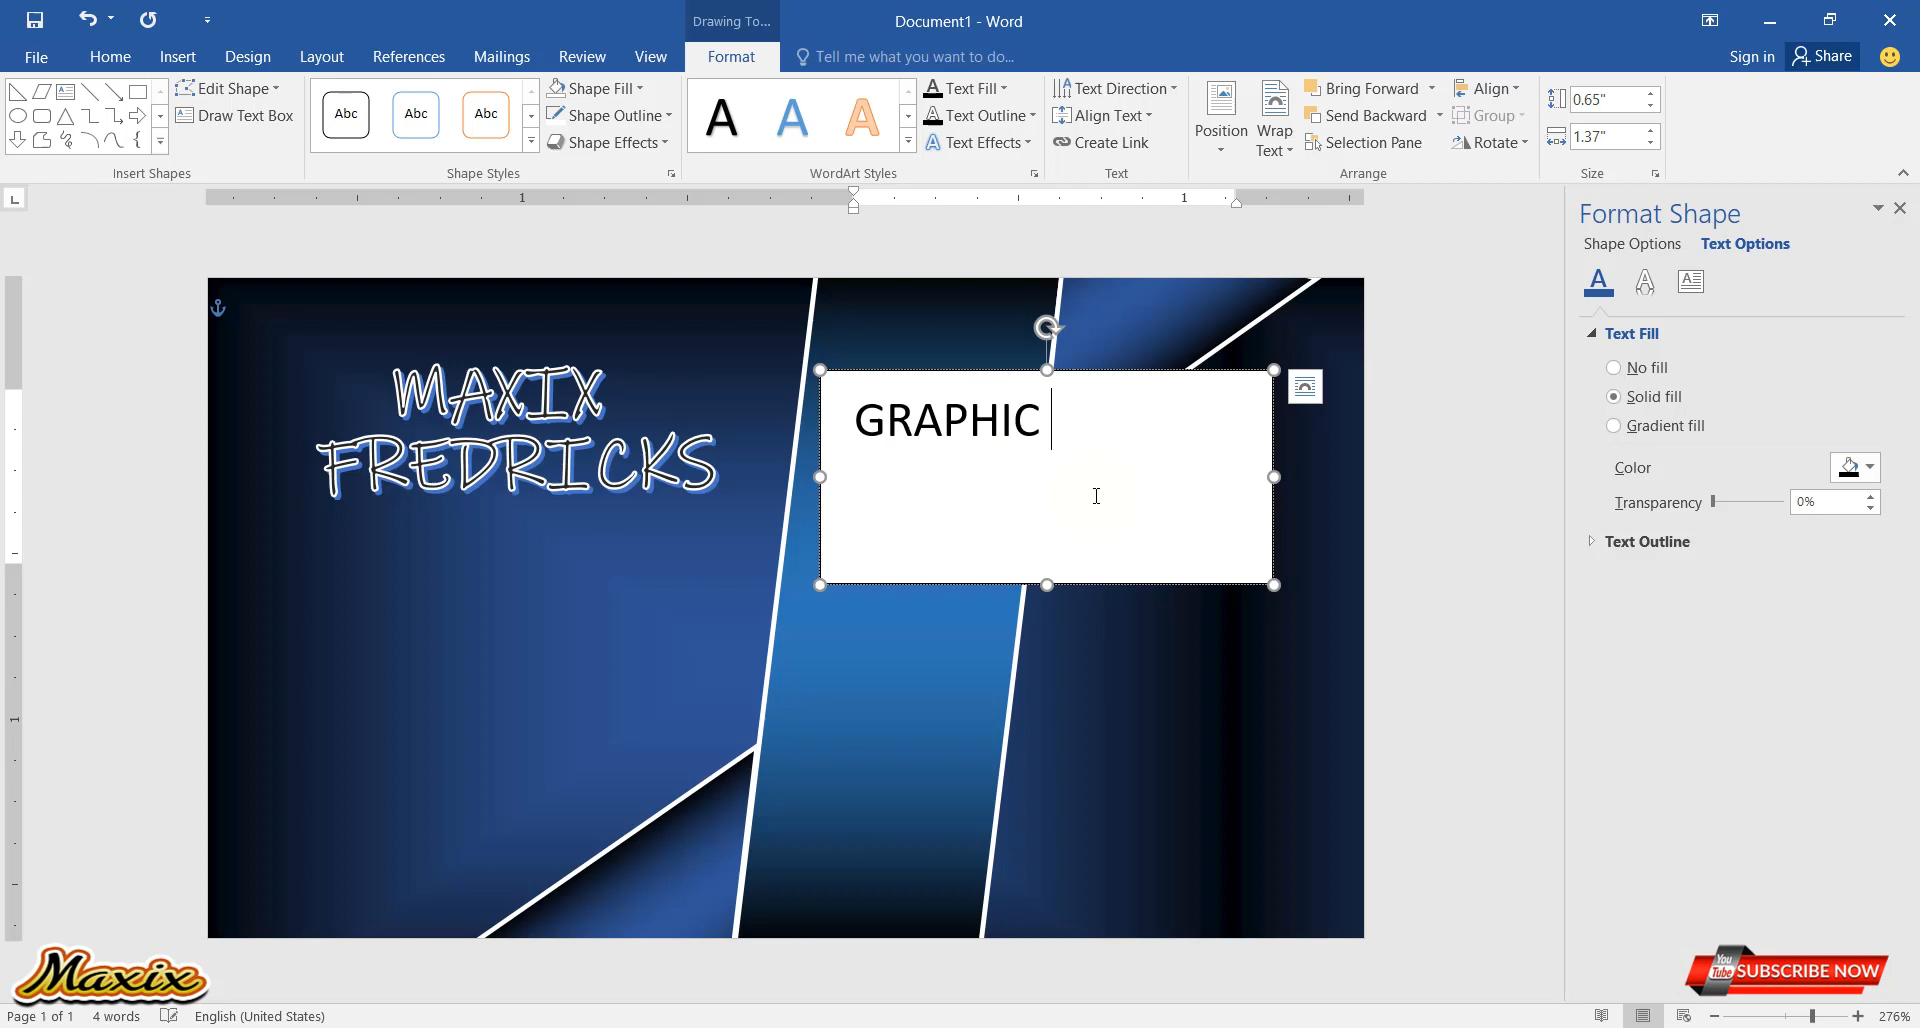 Drawing To...
Document1 - Word
File
Home
Insert
Design
Layout
References
Mailings
Review
View
Format
Tell me what you want to do...
Sign in
Share
Edit Shape
Draw Text Box
Insert Shapes
Abc
Abc
Abc
Shape Fill
Shape Outline
Shape Effects
Shape Styles
A
A
A
Text Fill
Text Outline
Text Effects
WordArt Styles
Text Direction
Align Text
Create Link
Text
Position
Wrap
Text
Bring Forward
Send Backward
Selection Pane
Align
Group
Rotate
Arrange
0.65"
1.37"
Size
1
1
1
MAXIX
FREDRICKS
GRAPHIC
Format Shape
Shape Options
Text Options
Text Fill
No fill
Solid fill
Gradient fill
Color
Transparency
0%
Text Outline
Maxix
You
Tube
SUBSCRIBE NOW
Page 1 of 1
4 words
English (United States)
276%